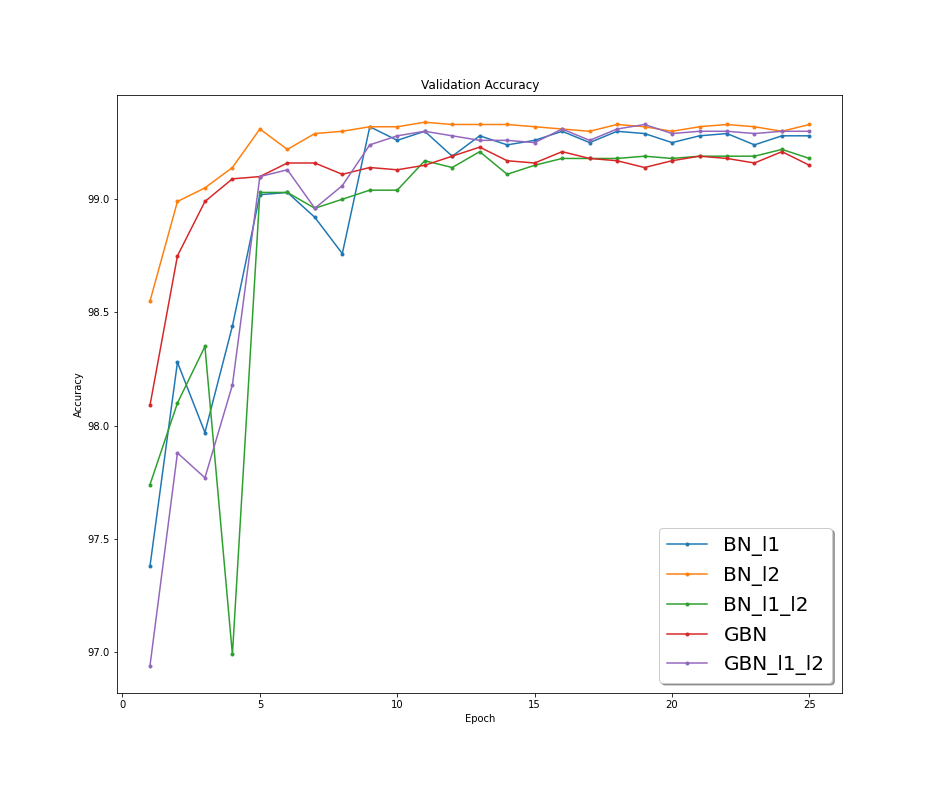 Validation Accuracy
Accuracy
99.0
98.5
98.0
97.5
97.0
BN_l1
BN_l2
BN_l1_l2
GBN
GBN_l1_l2
0 5 10 15 20 25
Epoch